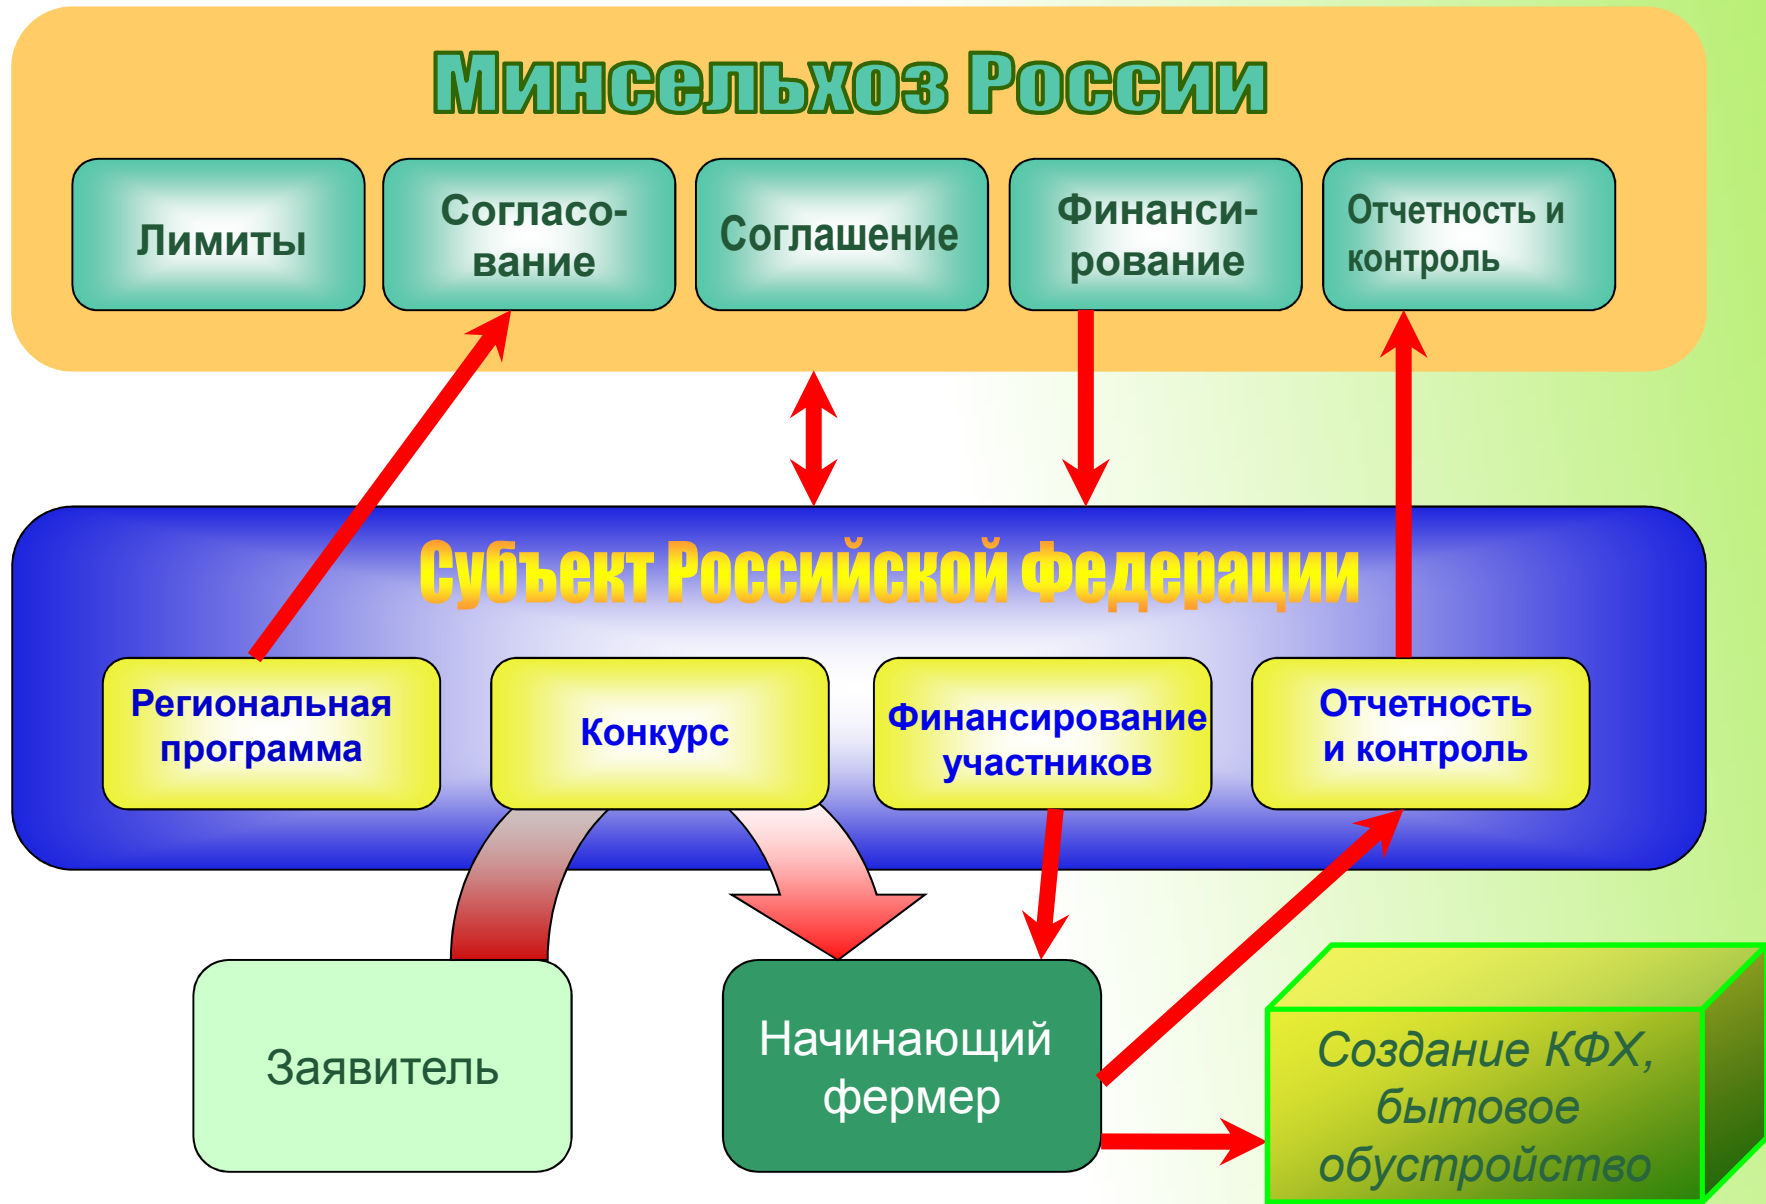 Минсельхоз России
Лимиты
Согласо-
вание
Соглашение
Финанси-
рование
Отчетность и
контроль
Субъект Российской Федерации
Региональная
программа
Конкурс
Финансирование
участников
Отчетность
и контроль
Заявитель
Начинающий
фермер
Создание КФХ,
бытовое
обустройство